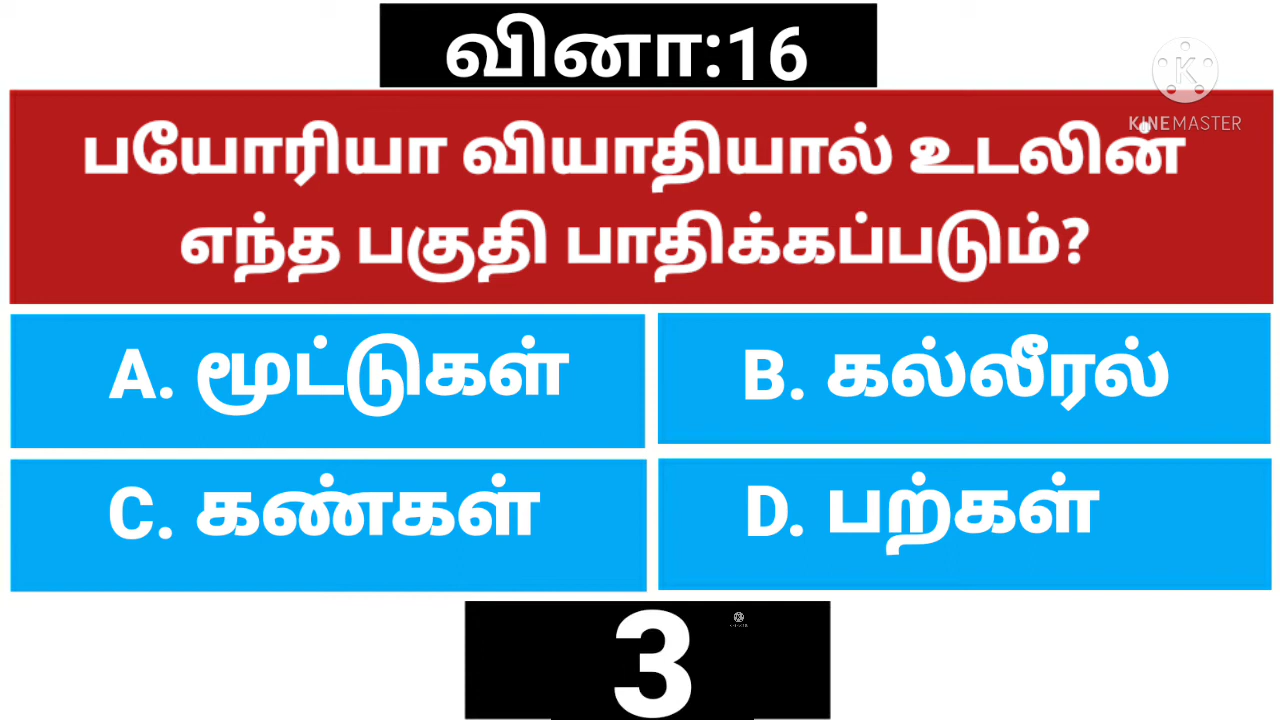 வினா:16
KINEMASTER
பயோரியா வியாதியால் உடலின்
எந்த பகுதி பாதிக்கப்படும்?
A. மூட்டுகள்
B. கல்லீரல்
C. கண்கள்
D. பற்கள்
3